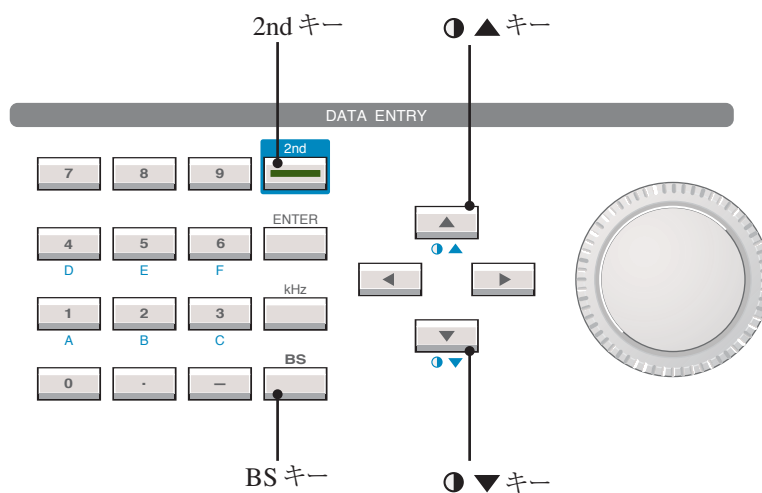 2nd キー
◑ ▲ キー
DATA ENTRY
2nd
7 8 9
ENTER
4 5 6
D E F
◑ ▲
kHz
1 2 3
A B C
BS
◑ ▼
0 . −
BS キー
◑ ▼ キー